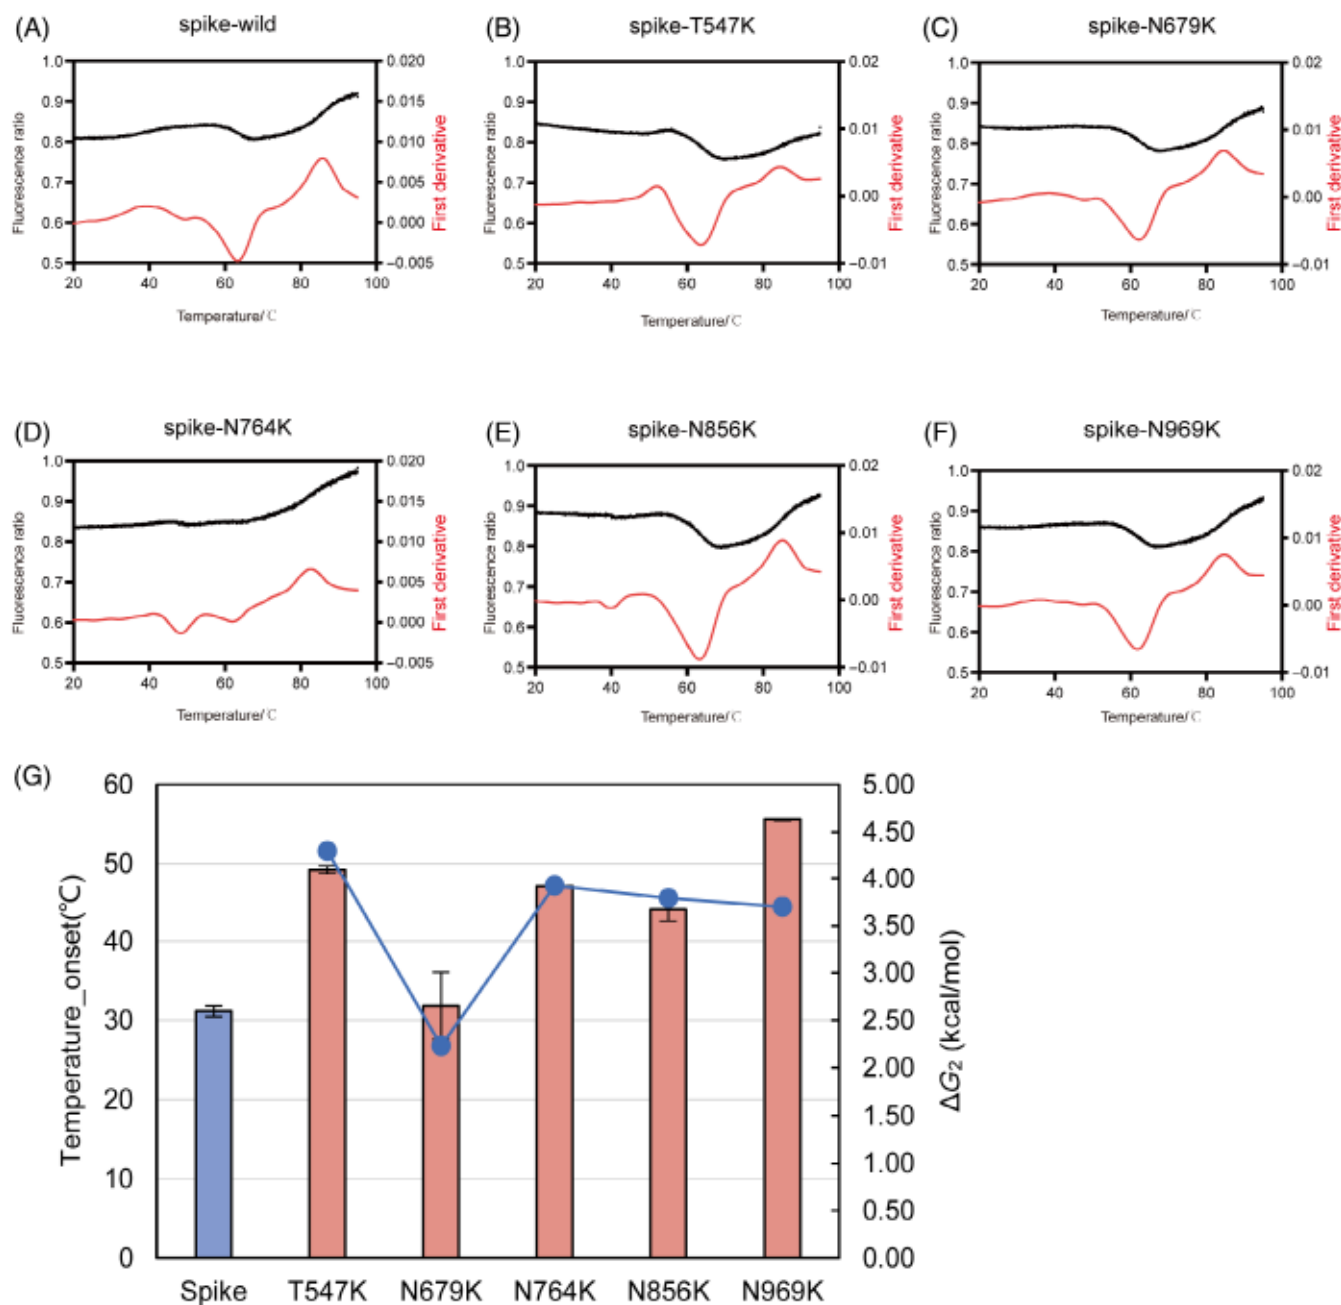 (A) spike-wild
(B) spike-T547K
(C) spike-N679K
1.0 0.020
0.9 0.015
0.8 0.010
0.7 0.005
0.6 0.000
0.5 −0.005
Fluorescence ratio
First derivative
20 40 60 80 100
Temperature/℃
1.0 0.02
0.9
0.8 0.01
0.7 0.00
0.6
0.5 −0.01
Fluorescence ratio
First derivative
20 40 60 80 100
Temperature/℃
1.0 0.02
0.9
0.8 0.01
0.7 0.00
0.6
0.5 −0.01
Fluorescence ratio
First derivative
20 40 60 80 100
Temperature/℃
(D) spike-N764K
(E) spike-N856K
(F) spike-N969K
1.0 0.020
0.9 0.015
0.8 0.010
0.7 0.005
0.6 0.000
0.5 −0.005
Fluorescence ratio
First derivative
20 40 60 80 100
Temperature/℃
1.0 0.02
0.9
0.8 0.01
0.7 0.00
0.6
0.5 −0.01
Fluorescence ratio
First derivative
20 40 60 80 100
Temperature/℃
1.0 0.02
0.9
0.8 0.01
0.7 0.00
0.6
0.5 −0.01
Fluorescence ratio
First derivative
20 40 60 80 100
Temperature/℃
(G)
60 5.00
4.50
50 4.00
3.50
40 3.00
30 2.50
2.00
20 1.50
1.00
10 0.50
0 0.00
Temperature_onset(℃)
ΔG₂ (kcal/mol)
Spike T547K N679K N764K N856K N969K